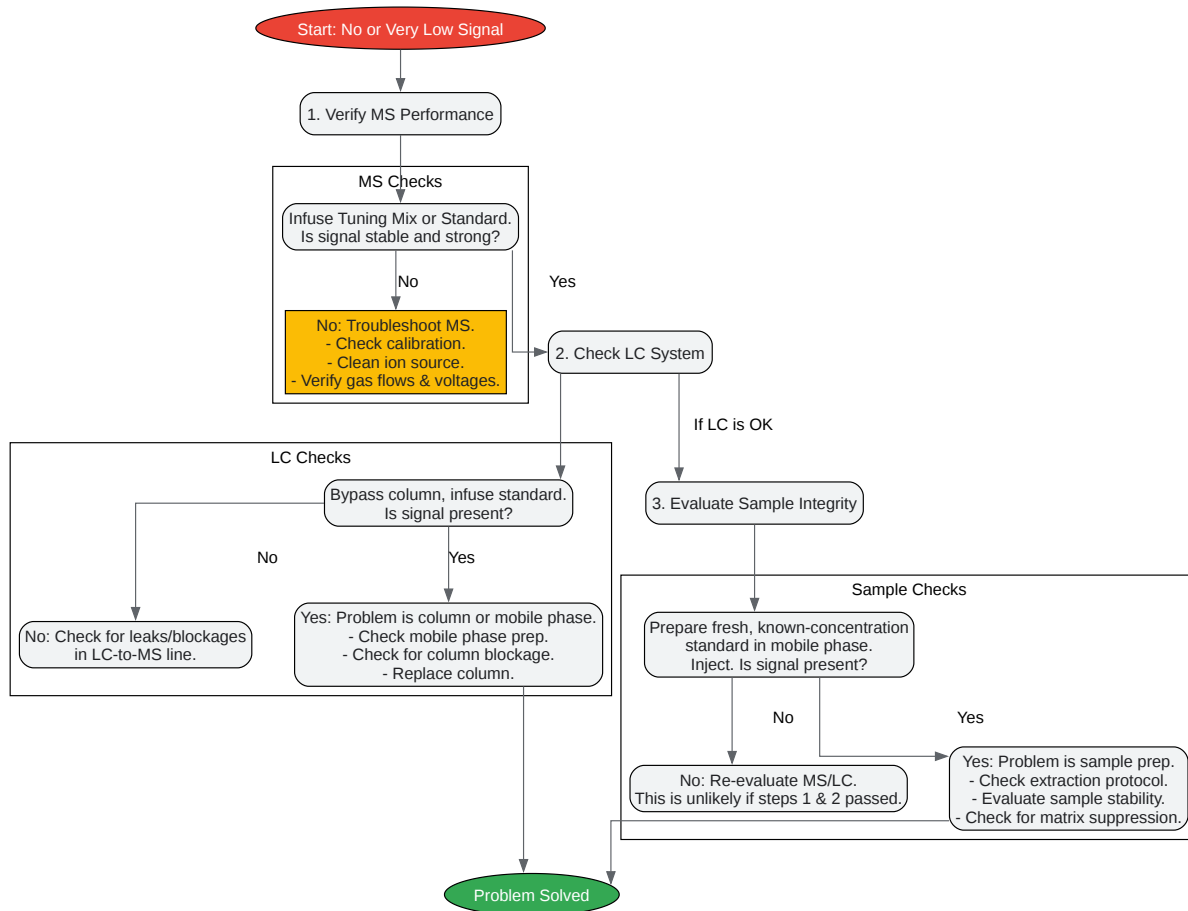 Start: No or Very Low Signal
1. Verify MS Performance
MS Checks
Infuse Tuning Mix or Standard.
Is signal stable and strong?
No
Yes
No: Troubleshoot MS.
- Check calibration.
- Clean ion source.
- Verify gas flows & voltages.
2. Check LC System
If LC is OK
LC Checks
Bypass column, infuse standard.
Is signal present?
3. Evaluate Sample Integrity
No
Yes
No: Check for leaks/blockages
in LC-to-MS line.
Yes: Problem is column or mobile phase.
- Check mobile phase prep.
- Check for column blockage.
- Replace column.
Sample Checks
Prepare fresh, known-concentration
standard in mobile phase.
Inject. Is signal present?
No
Yes
No: Re-evaluate MS/LC.
This is unlikely if steps 1 & 2 passed.
Yes: Problem is sample prep.
- Check extraction protocol.
- Evaluate sample stability.
- Check for matrix suppression.
Problem Solved